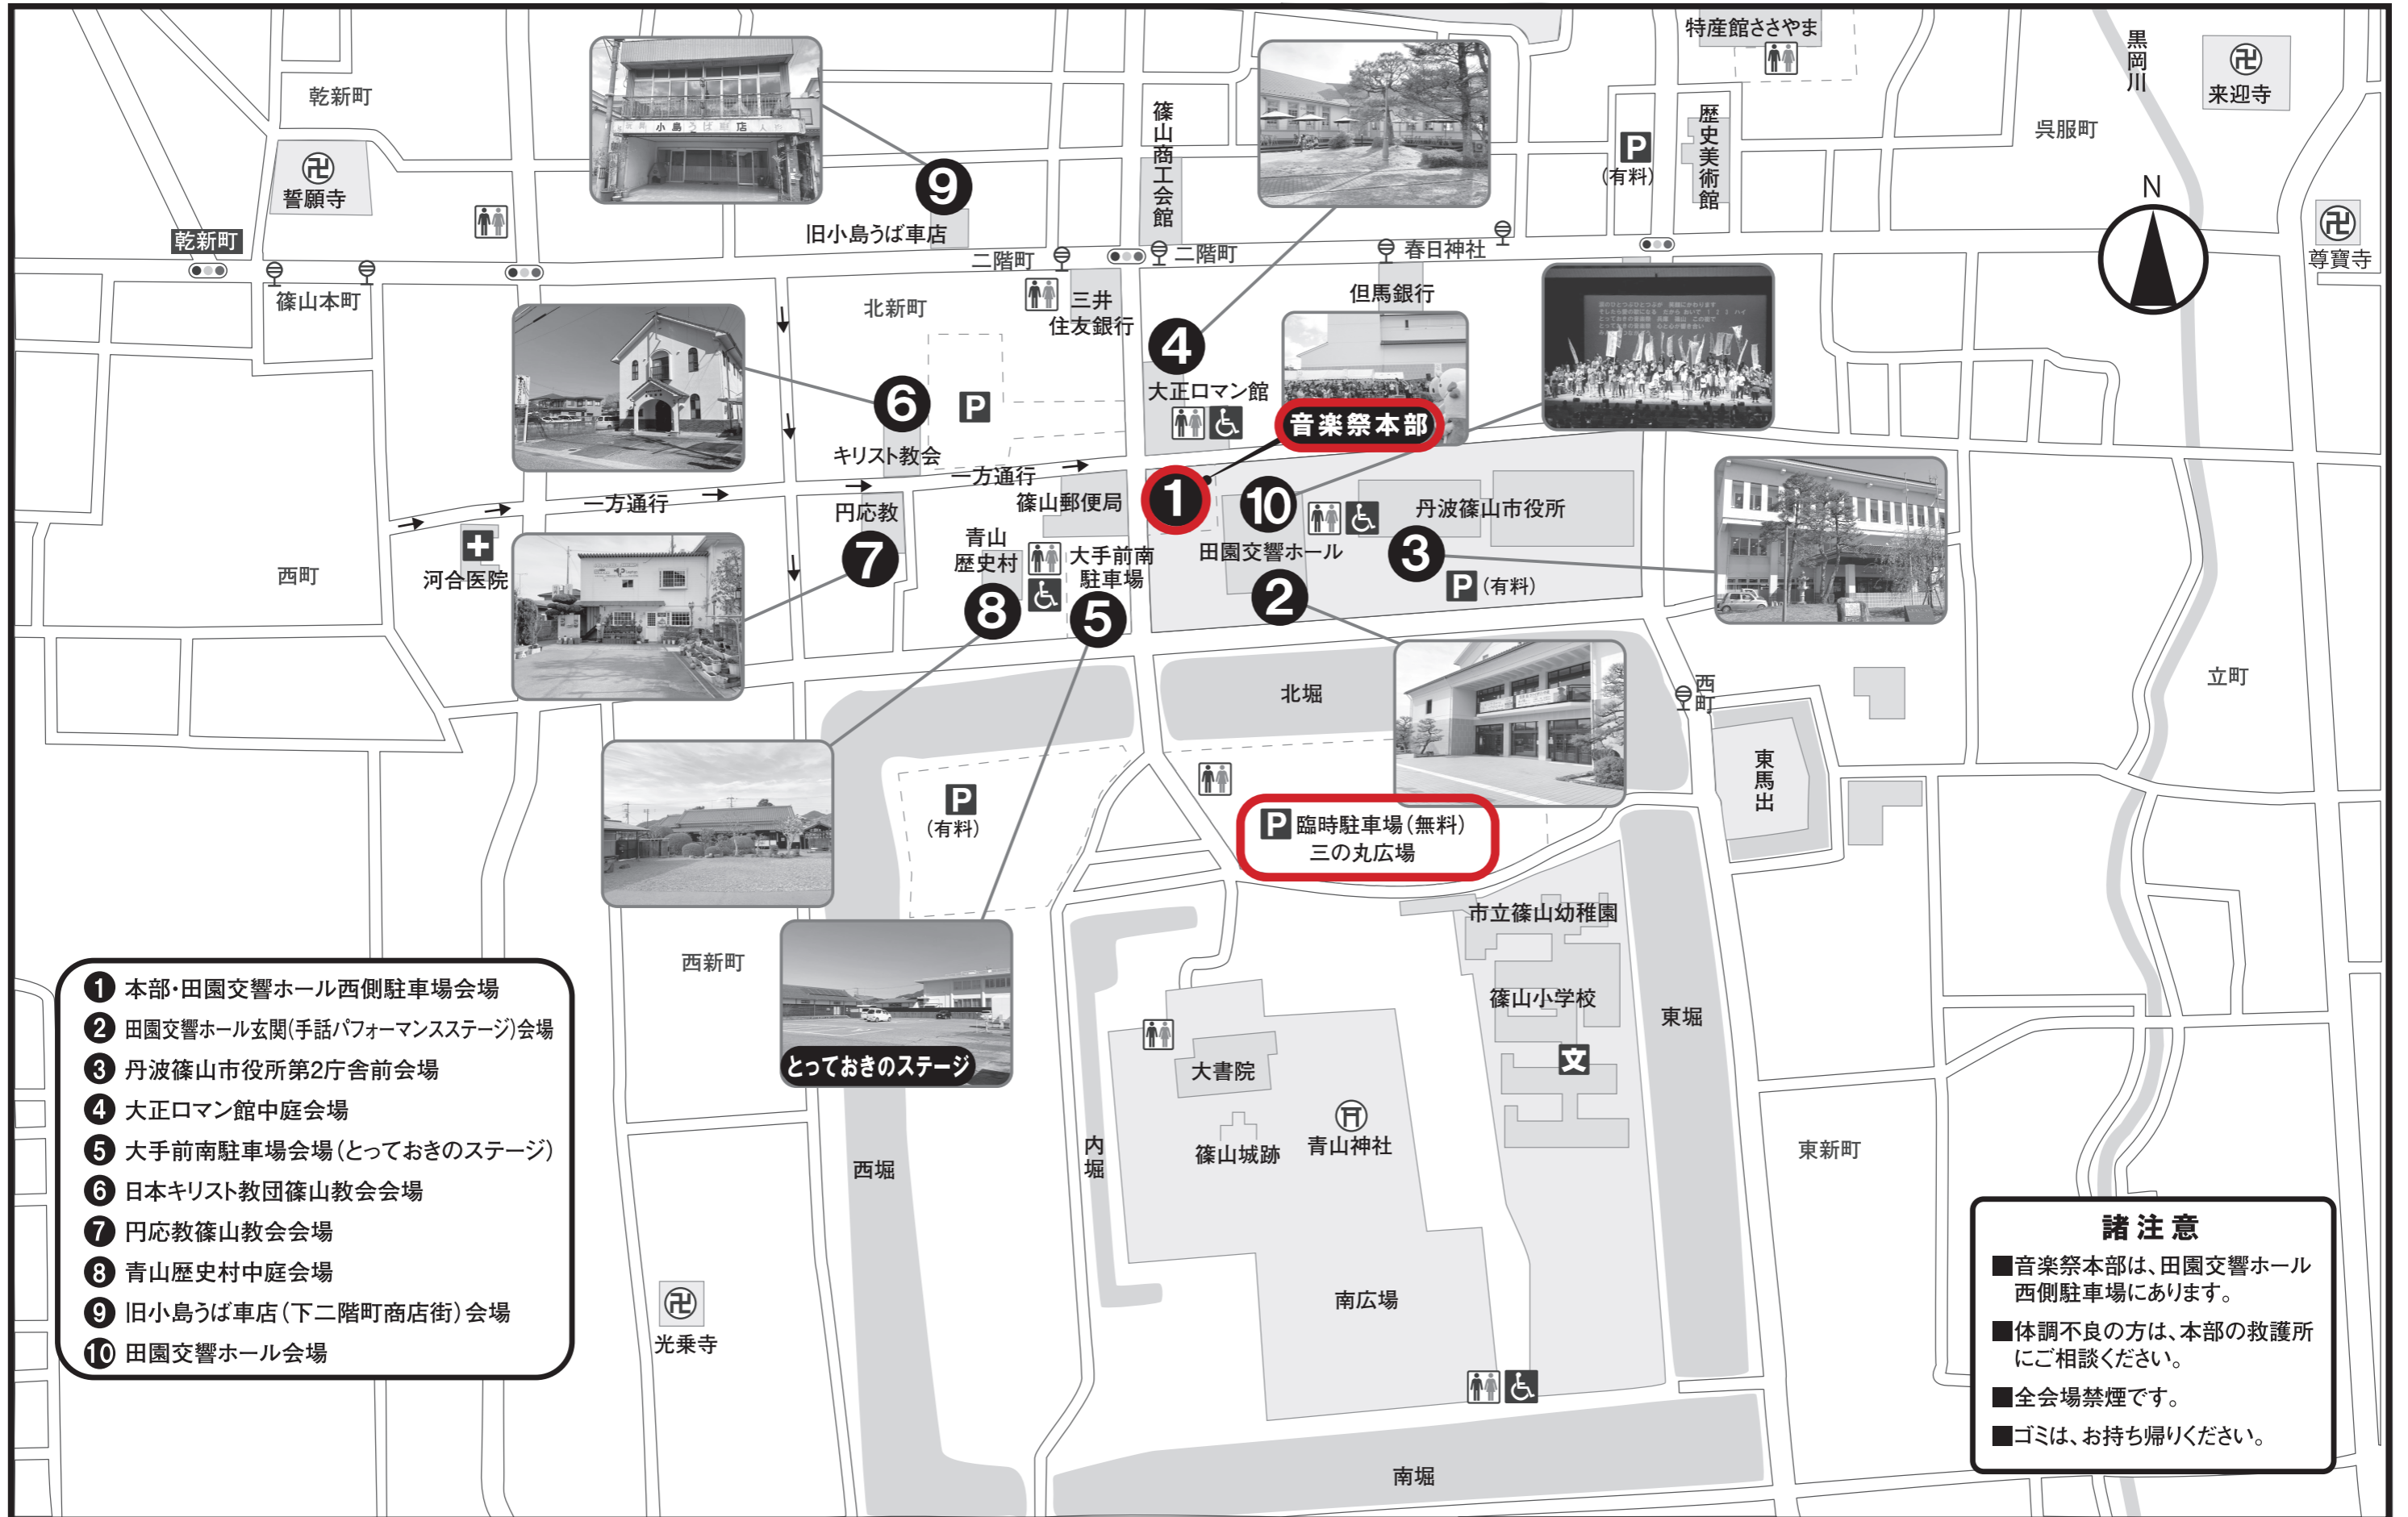 特産館ささやま
黒岡川
来迎寺
乾新町
呉服町
篠山商工会館
歴史美術館
P
(有料)
小島うば車店
誓願寺
N
9
乾新町
旧小島うば車店
二階町
二階町
春日神社
尊寶寺
篠山本町
北新町
三井
住友銀行
但馬銀行
4
大正ロマン館
6
P
音楽祭本部
キリスト教会
一方通行
一方通行
篠山郵便局
1
10
丹波篠山市役所
円応教
青山
歴史村
大手前南
駐車場
田園交響ホール
3
7
西町
河合医院
P
(有料)
8
5
2
北堀
西町
立町
東馬出
P
(有料)
P
臨時駐車場(無料)
三の丸広場
市立篠山幼稚園
西新町
篠山小学校
東堀
文
とっておきのステージ
大書院
内堀
篠山城跡
青山神社
西堀
東新町
南広場
光乗寺
南堀
1 本部・田園交響ホール西側駐車場会場
2 田園交響ホール玄関(手話パフォーマンスステージ)会場
3 丹波篠山市役所第2庁舎前会場
4 大正ロマン館中庭会場
5 大手前南駐車場会場(とっておきのステージ)
6 日本キリスト教団篠山教会会場
7 円応教篠山教会会場
8 青山歴史村中庭会場
9 旧小島うば車店(下二階町商店街)会場
10 田園交響ホール会場
諸注意
■音楽祭本部は、田園交響ホール
西側駐車場にあります。
■体調不良の方は、本部の救護所
にご相談ください。
■全会場禁煙です。
■ゴミは、お持ち帰りください。